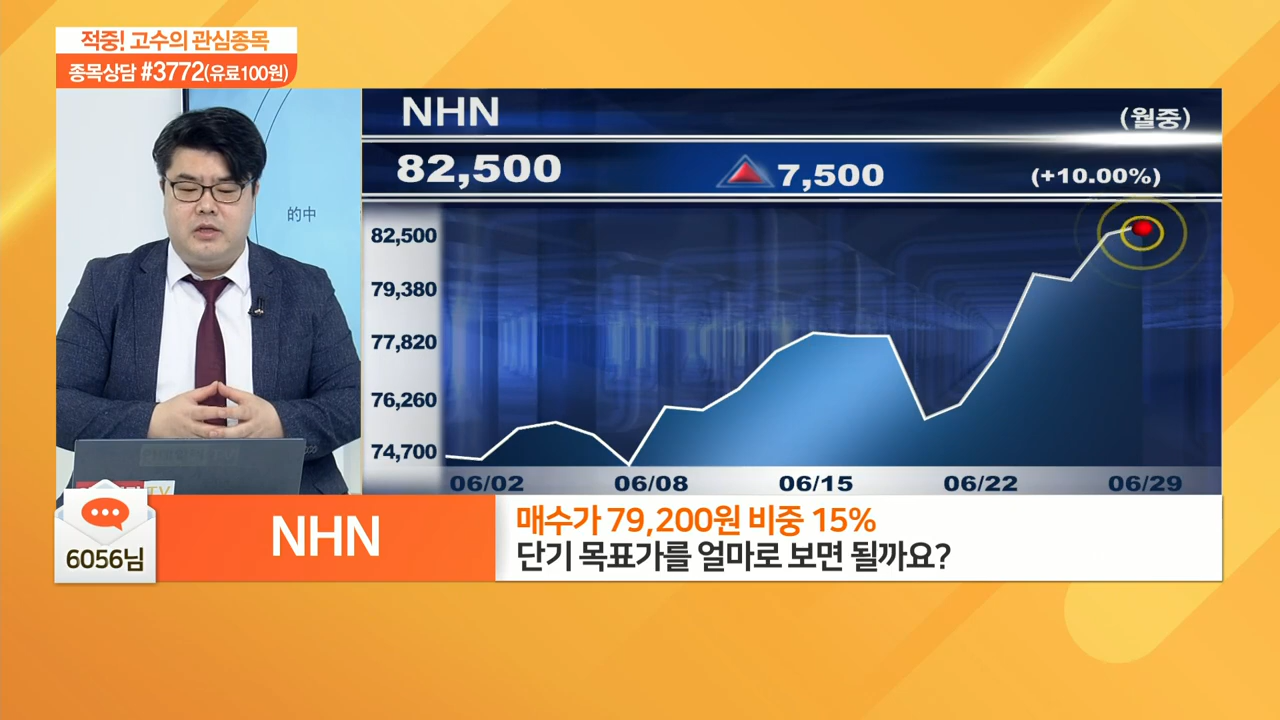 적중! 고수의 관심종목
종목상담 #3772(유료100원)
的中
NHN
(월중)
82,500
7,500
(+10.00%)
82,500
79,380
77,820
76,260
74,700
06/02
06/08
06/15
06/22
06/29
TV
6056님
NHN
매수가 79,200원 비중 15%
단기 목표가를 얼마로 보면 될까요?